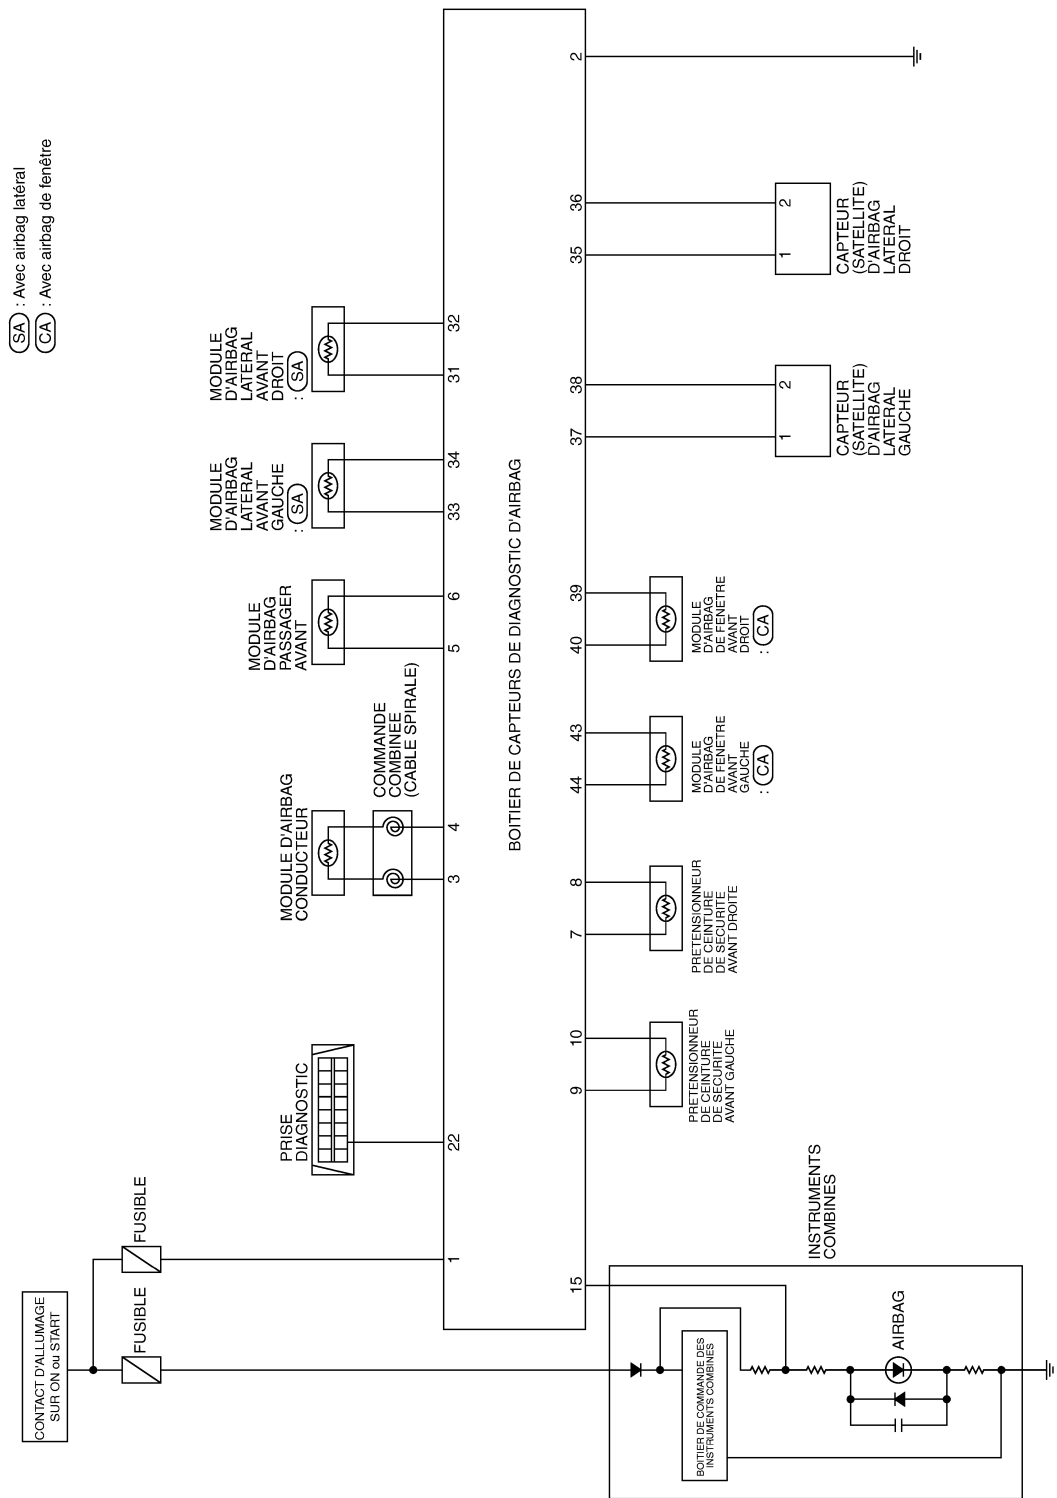 SA : Avec airbag latéral
CA : Avec airbag de fenêtre
CONTACT D'ALLUMAGE
SUR ON ou START
FUSIBLE
FUSIBLE
PRISE
DIAGNOSTIC
MODULE D'AIRBAG
CONDUCTEUR
COMMANDE
COMBINEE
(CABLE SPIRALE)
MODULE
D'AIRBAG
PASSAGER
AVANT
MODULE
D'AIRBAG
LATERAL
AVANT
GAUCHE
: SA
MODULE
D'AIRBAG
LATERAL
AVANT
DROIT
: SA
1
22
3
4
5
6
33
34
31
32
BOITIER DE CAPTEURS DE DIAGNOSTIC D'AIRBAG
15
9
10
7
8
44
43
40
39
37
38
35
36
2
INSTRUMENTS
COMBINES
BOITIER DE COMMANDE DES
INSTRUMENTS COMBINES
AIRBAG
PRETENSIONNEUR
DE CEINTURE
DE SECURITE
AVANT GAUCHE
PRETENSIONNEUR
DE CEINTURE
DE SECURITE
AVANT DROITE
MODULE
D'AIRBAG
DE FENETRE
AVANT
GAUCHE
: CA
MODULE
D'AIRBAG
DE FENETRE
AVANT
DROIT
: CA
1
2
CAPTEUR
(SATELLITE)
D'AIRBAG
LATERAL
GAUCHE
1
2
CAPTEUR
(SATELLITE)
D'AIRBAG
LATERAL
DROIT